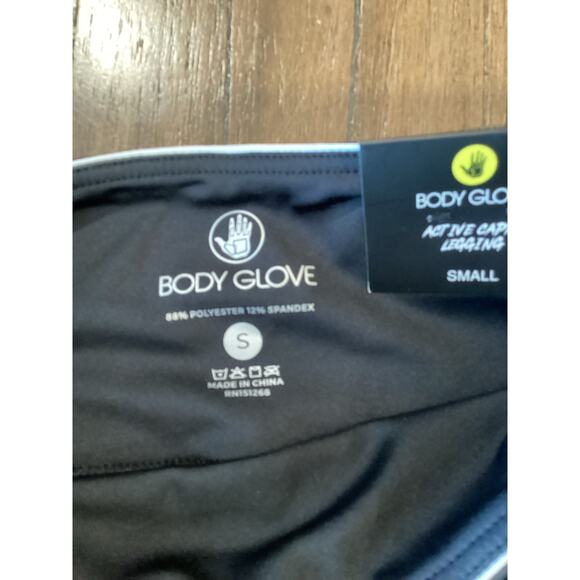 BODY GLOVE
88% POLYESTER 12% SPANDEX
S
MADE IN CHINA
RN151268
BODY GLO
ACTIVE CAP
LEGGING
SMALL